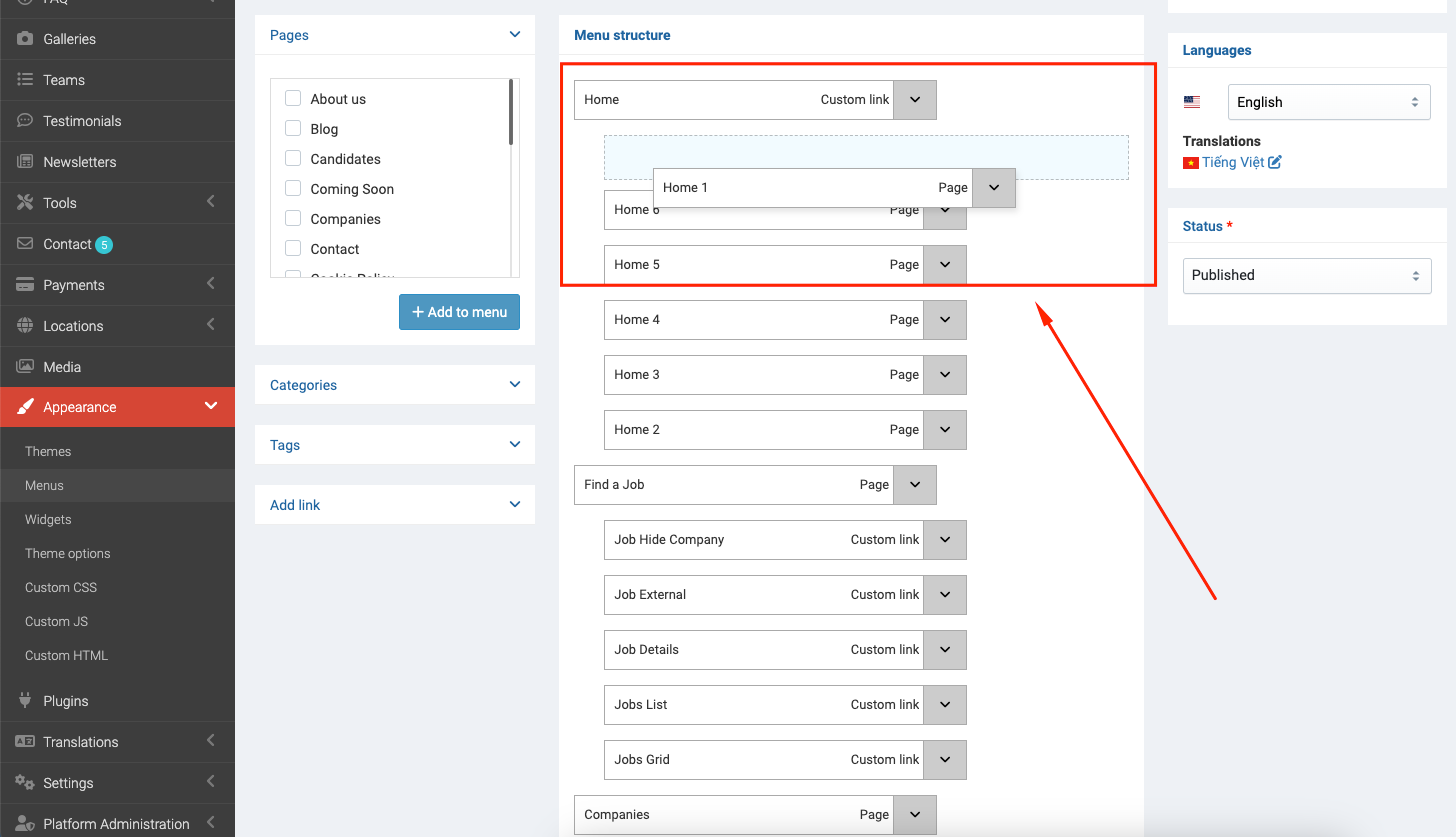 FAQ
Galleries
Teams
Testimonials
Newsletters
Tools
Contact 5
Payments
Locations
Media
Appearance
Themes
Menus
Widgets
Theme options
Custom CSS
Custom JS
Custom HTML
Plugins
Translations
Settings
Platform Administration
Pages
About us
Blog
Candidates
Coming Soon
Companies
Contact
Cookie Policy
+ Add to menu
Categories
Tags
Add link
Menu structure
Home Custom link
Home 1 Page
Home 6 Page
Home 5 Page
Home 4 Page
Home 3 Page
Home 2 Page
Find a Job Page
Job Hide Company Custom link
Job External Custom link
Job Details Custom link
Jobs List Custom link
Jobs Grid Custom link
Companies Page
Languages
English
Translations
Tiếng Việt
Status *
Published